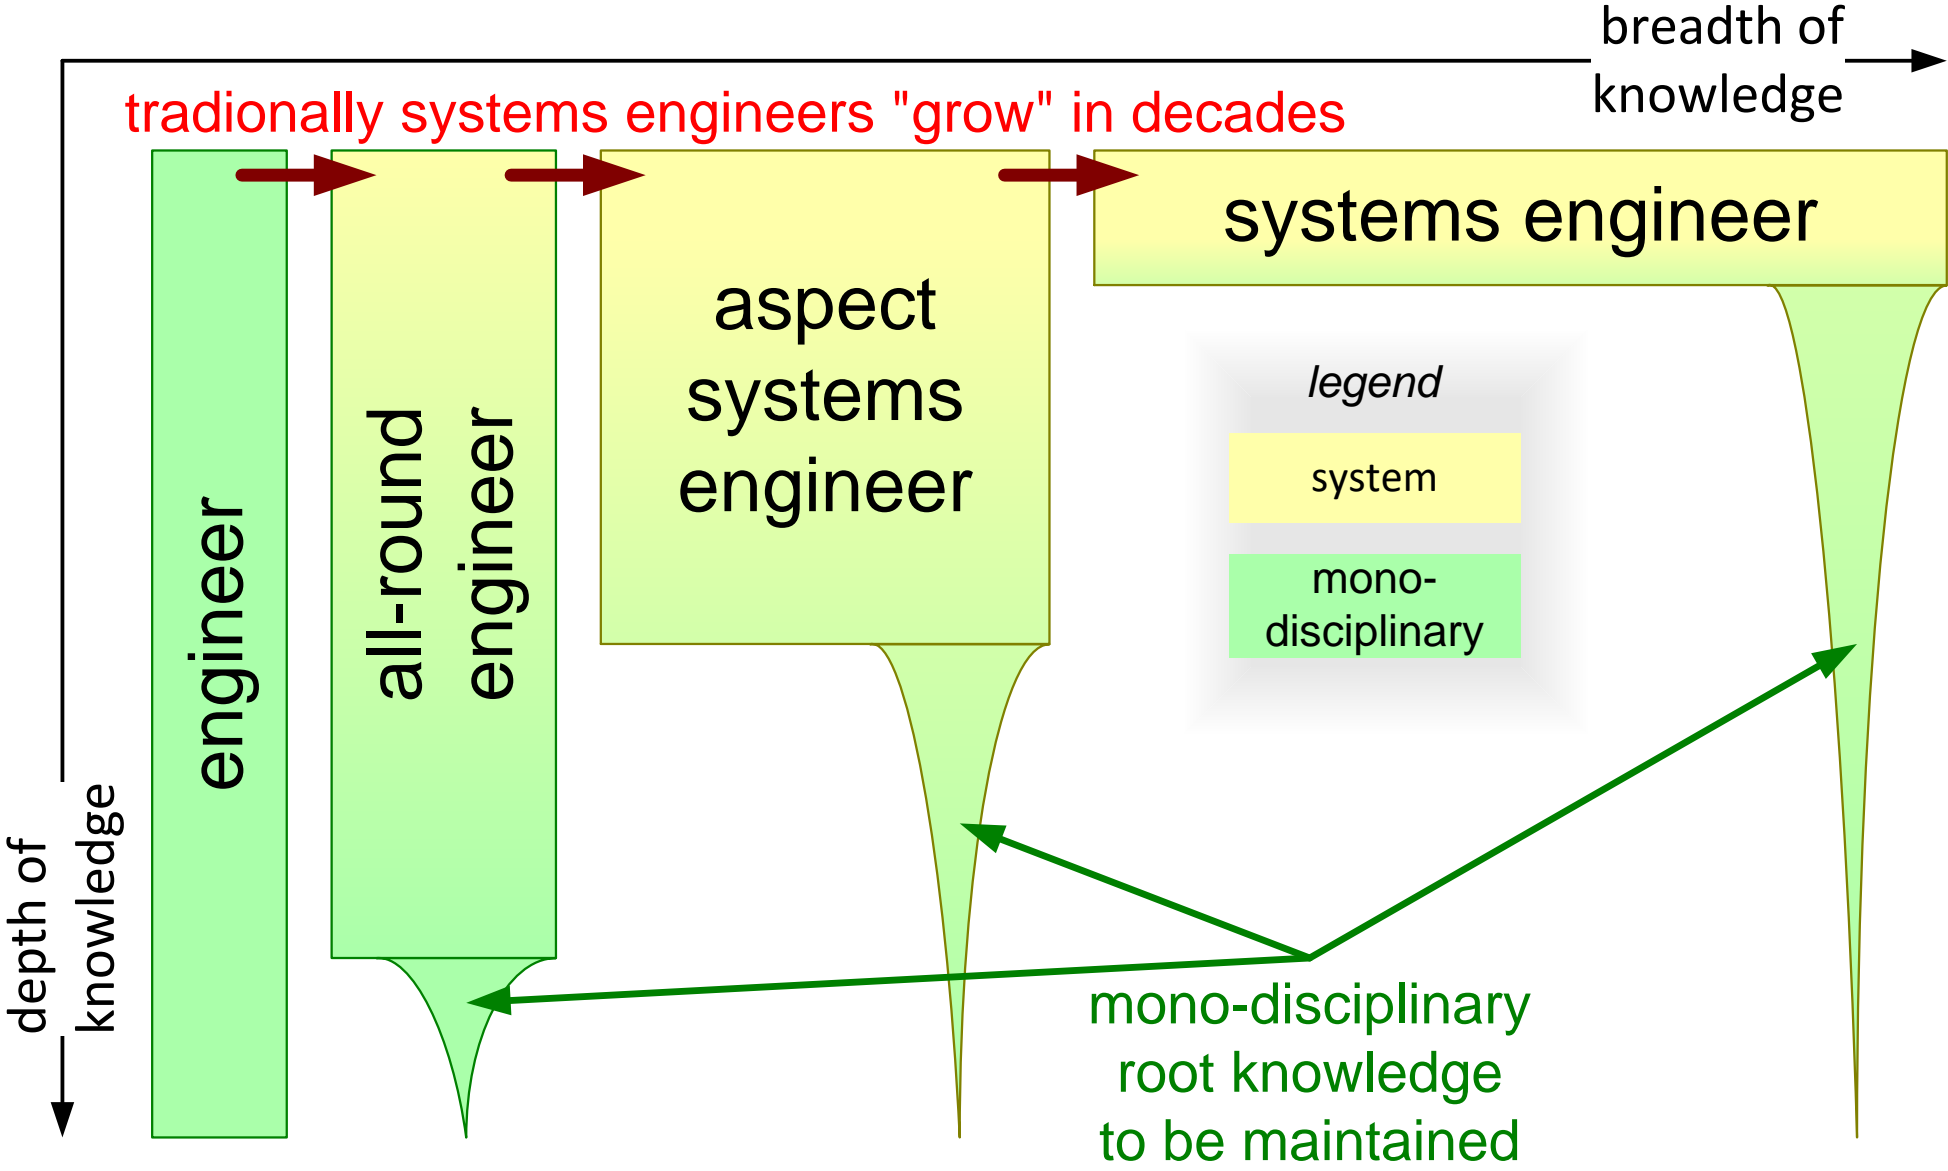 breadth of
knowledge
tradionally systems engineers "grow" in decades
engineer
all-round
engineer
aspect
systems
engineer
systems engineer
legend
system
mono-
disciplinary
depth of
knowledge
mono-disciplinary
root knowledge
to be maintained